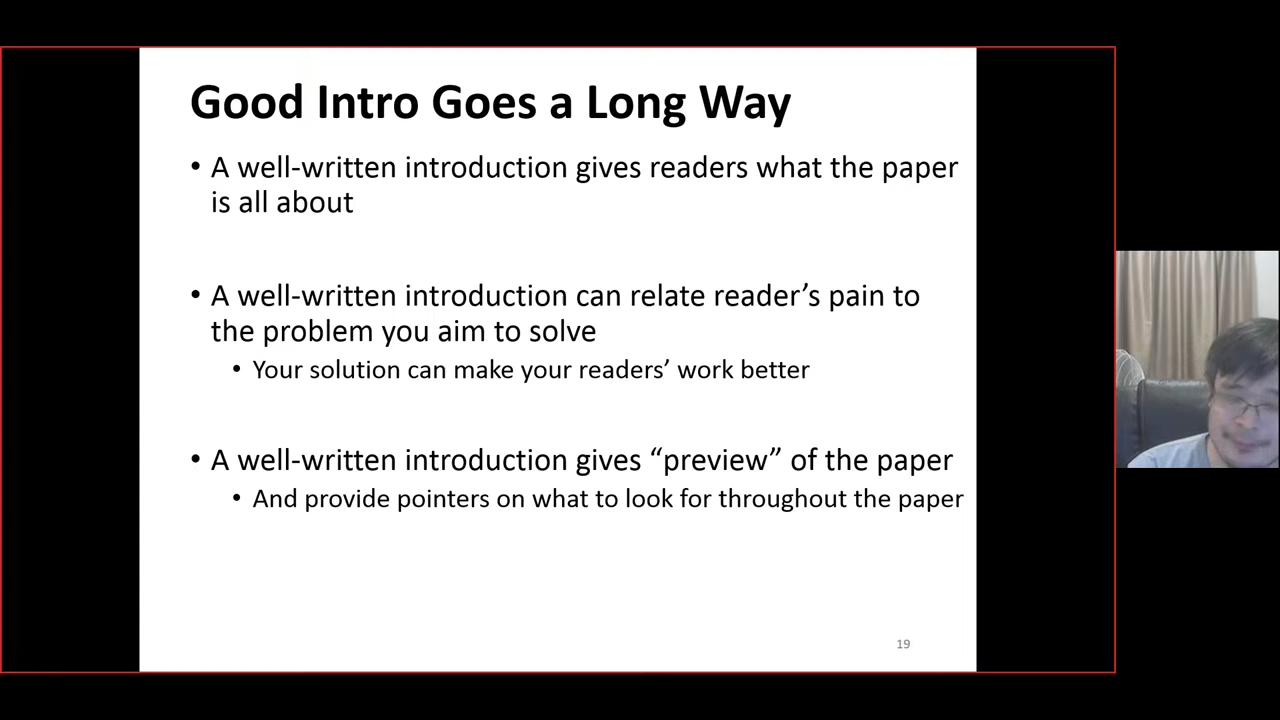 Good Intro Goes a Long Way
• A well-written introduction gives readers what the paper
is all about
• A well-written introduction can relate reader’s pain to
the problem you aim to solve
• Your solution can make your readers’ work better
• A well-written introduction gives “preview” of the paper
• And provide pointers on what to look for throughout the paper
19